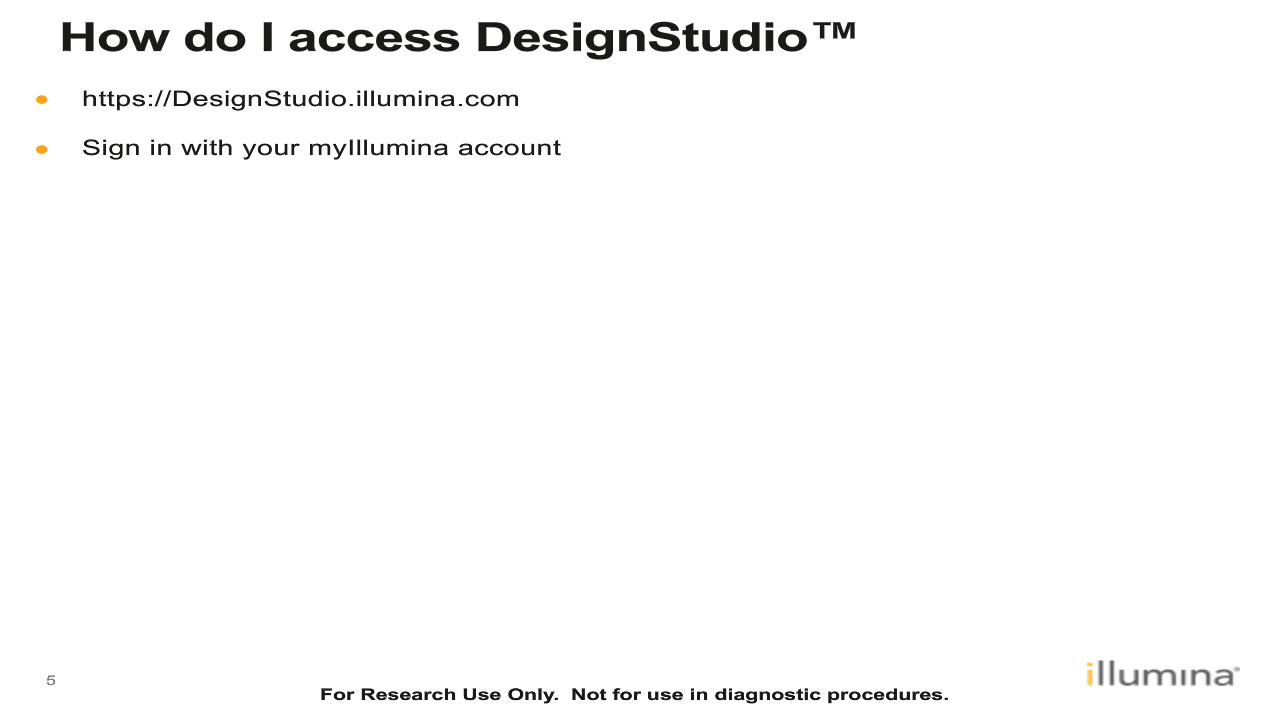 How do I access DesignStudio™
https://DesignStudio.illumina.com
Sign in with your myIllumina account
5
For Research Use Only.  Not for use in diagnostic procedures.
illumina®